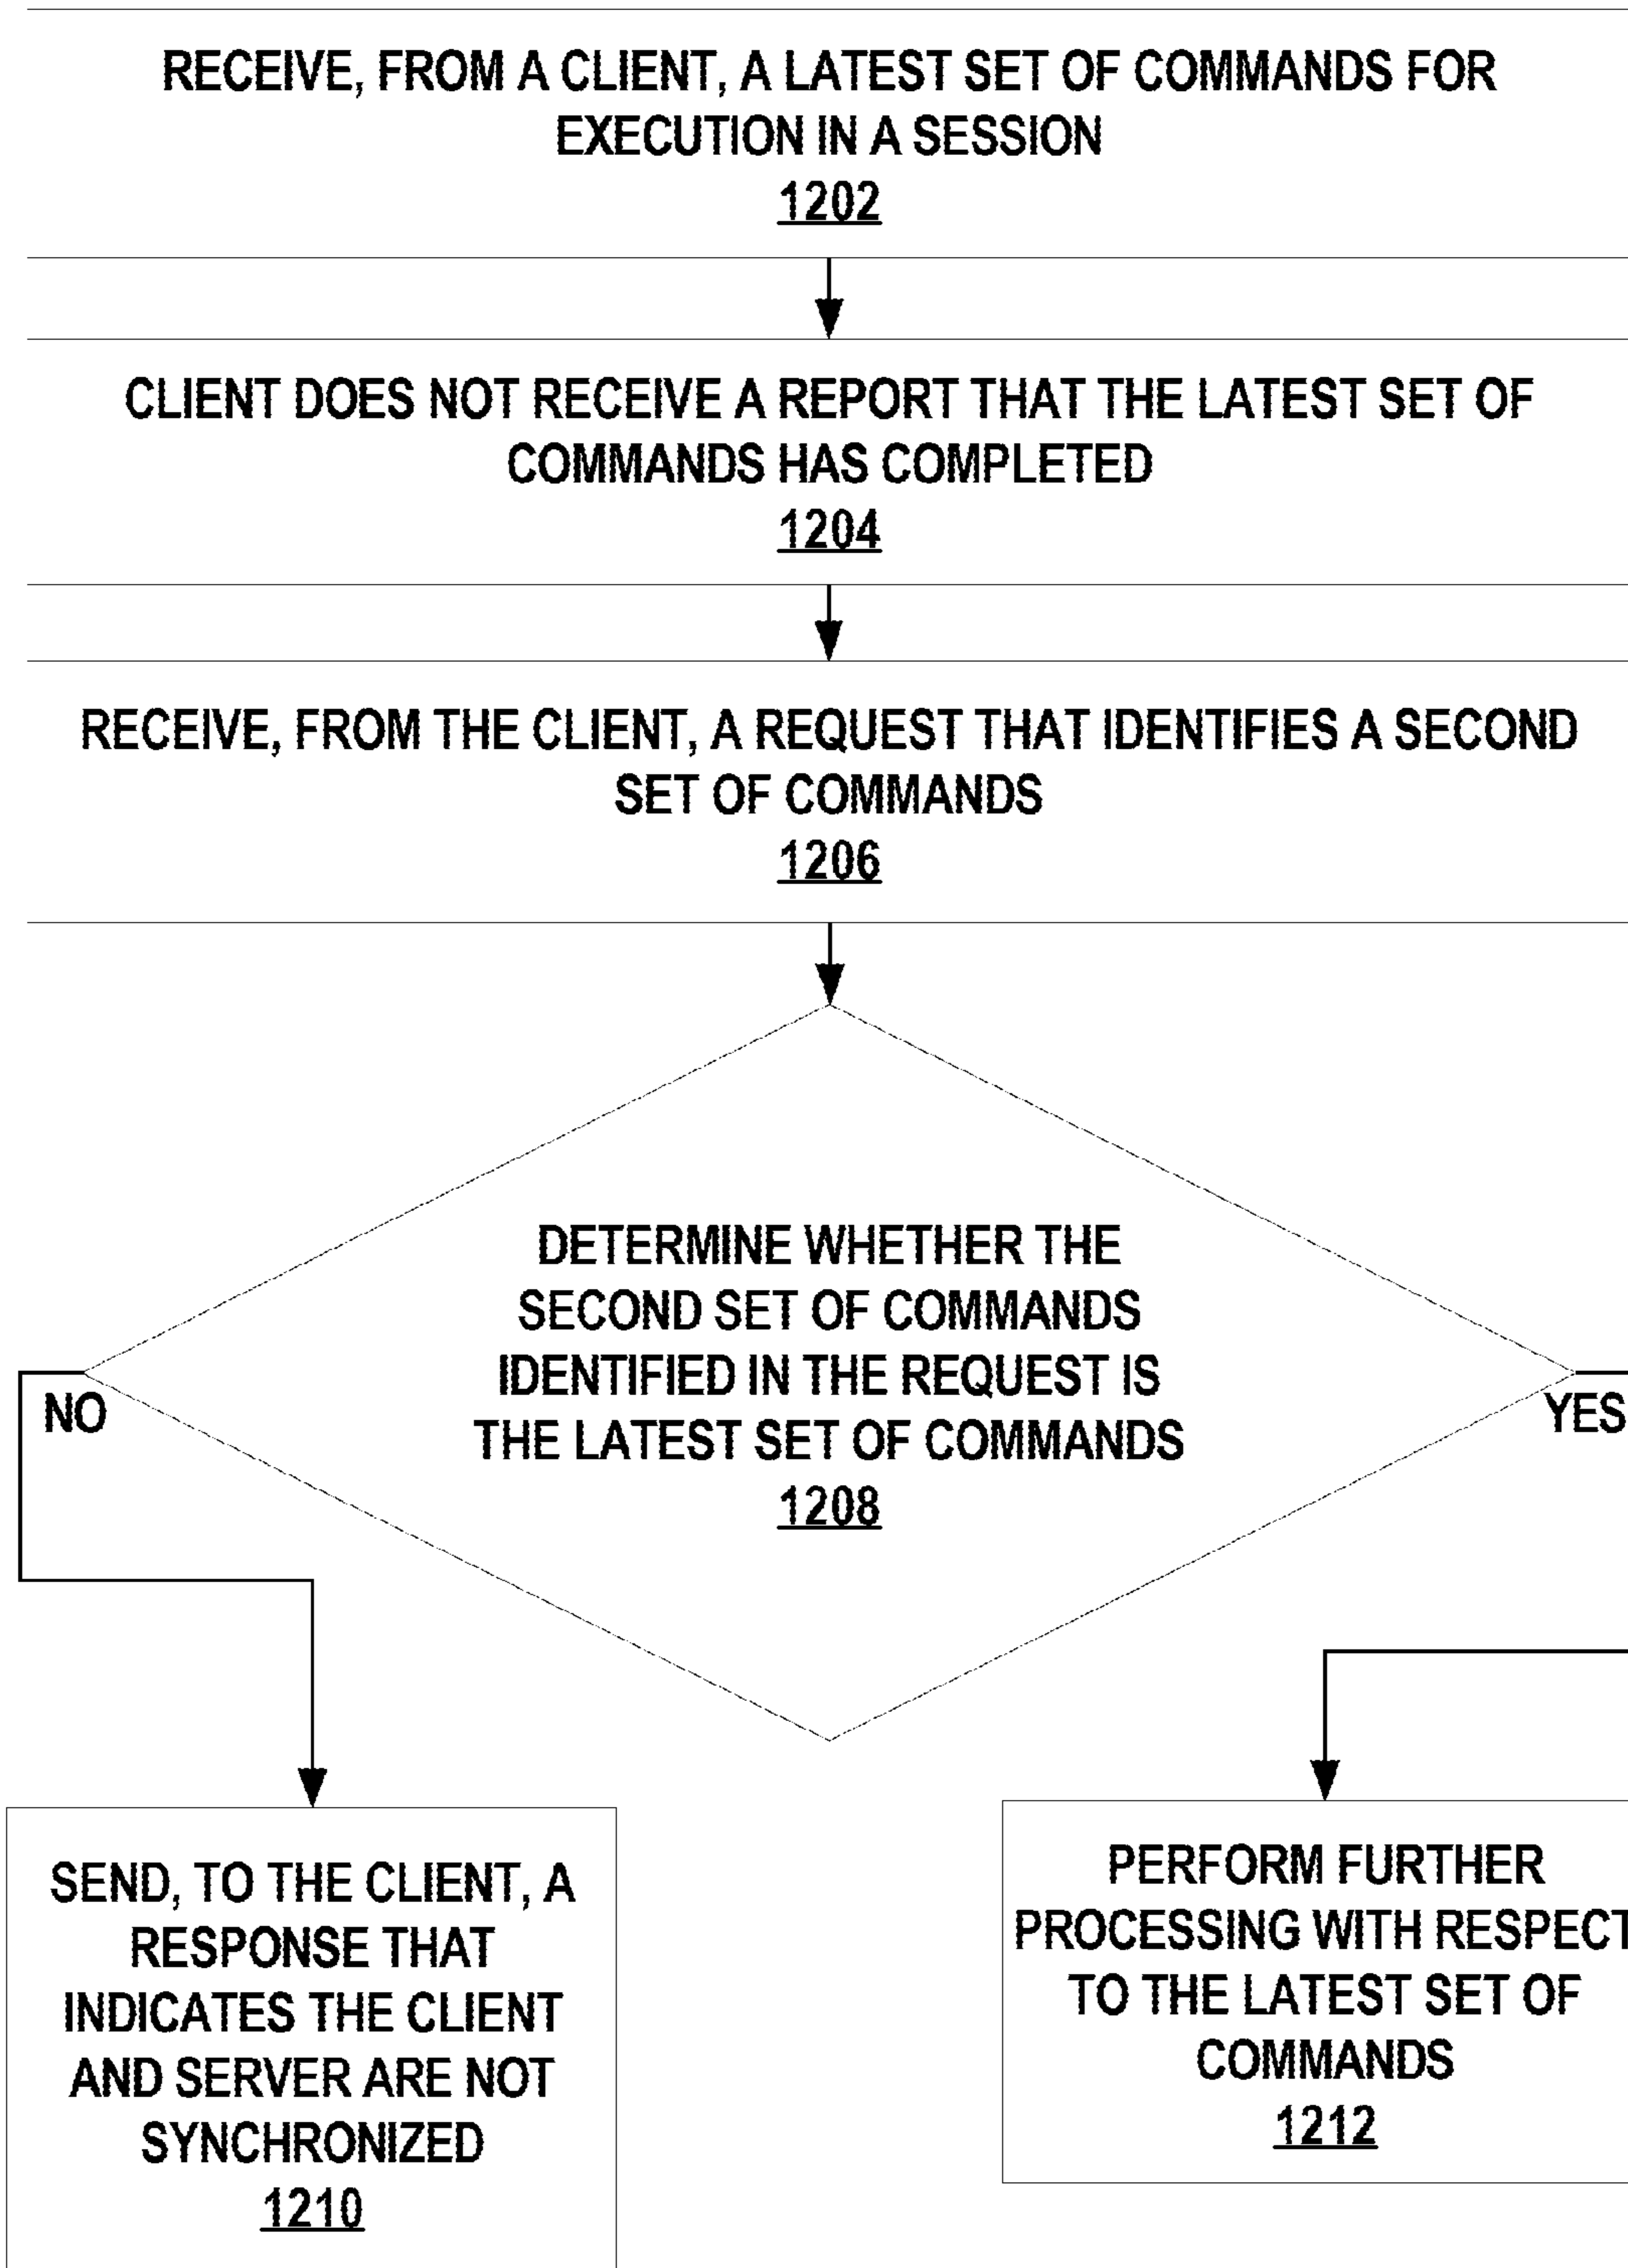 RECEIVE, FROM A CLIENT, A LATEST SET OF COMMANDS FOR
EXECUTION IN A SESSION
1202
CLIENT DOES NOT RECEIVE A REPORT THAT THE LATEST SET OF
COMMANDS HAS COMPLETED
1204
RECEIVE, FROM THE CLIENT, A REQUEST THAT IDENTIFIES A SECOND
SET OF COMMANDS
1206
DETERMINE WHETHER THE
SECOND SET OF COMMANDS
IDENTIFIED IN THE REQUEST IS
THE LATEST SET OF COMMANDS
1208
NO
YES
SEND, TO THE CLIENT, A
RESPONSE THAT
INDICATES THE CLIENT
AND SERVER ARE NOT
SYNCHRONIZED
1210
PERFORM FURTHER
PROCESSING WITH RESPECT
TO THE LATEST SET OF
COMMANDS
1212